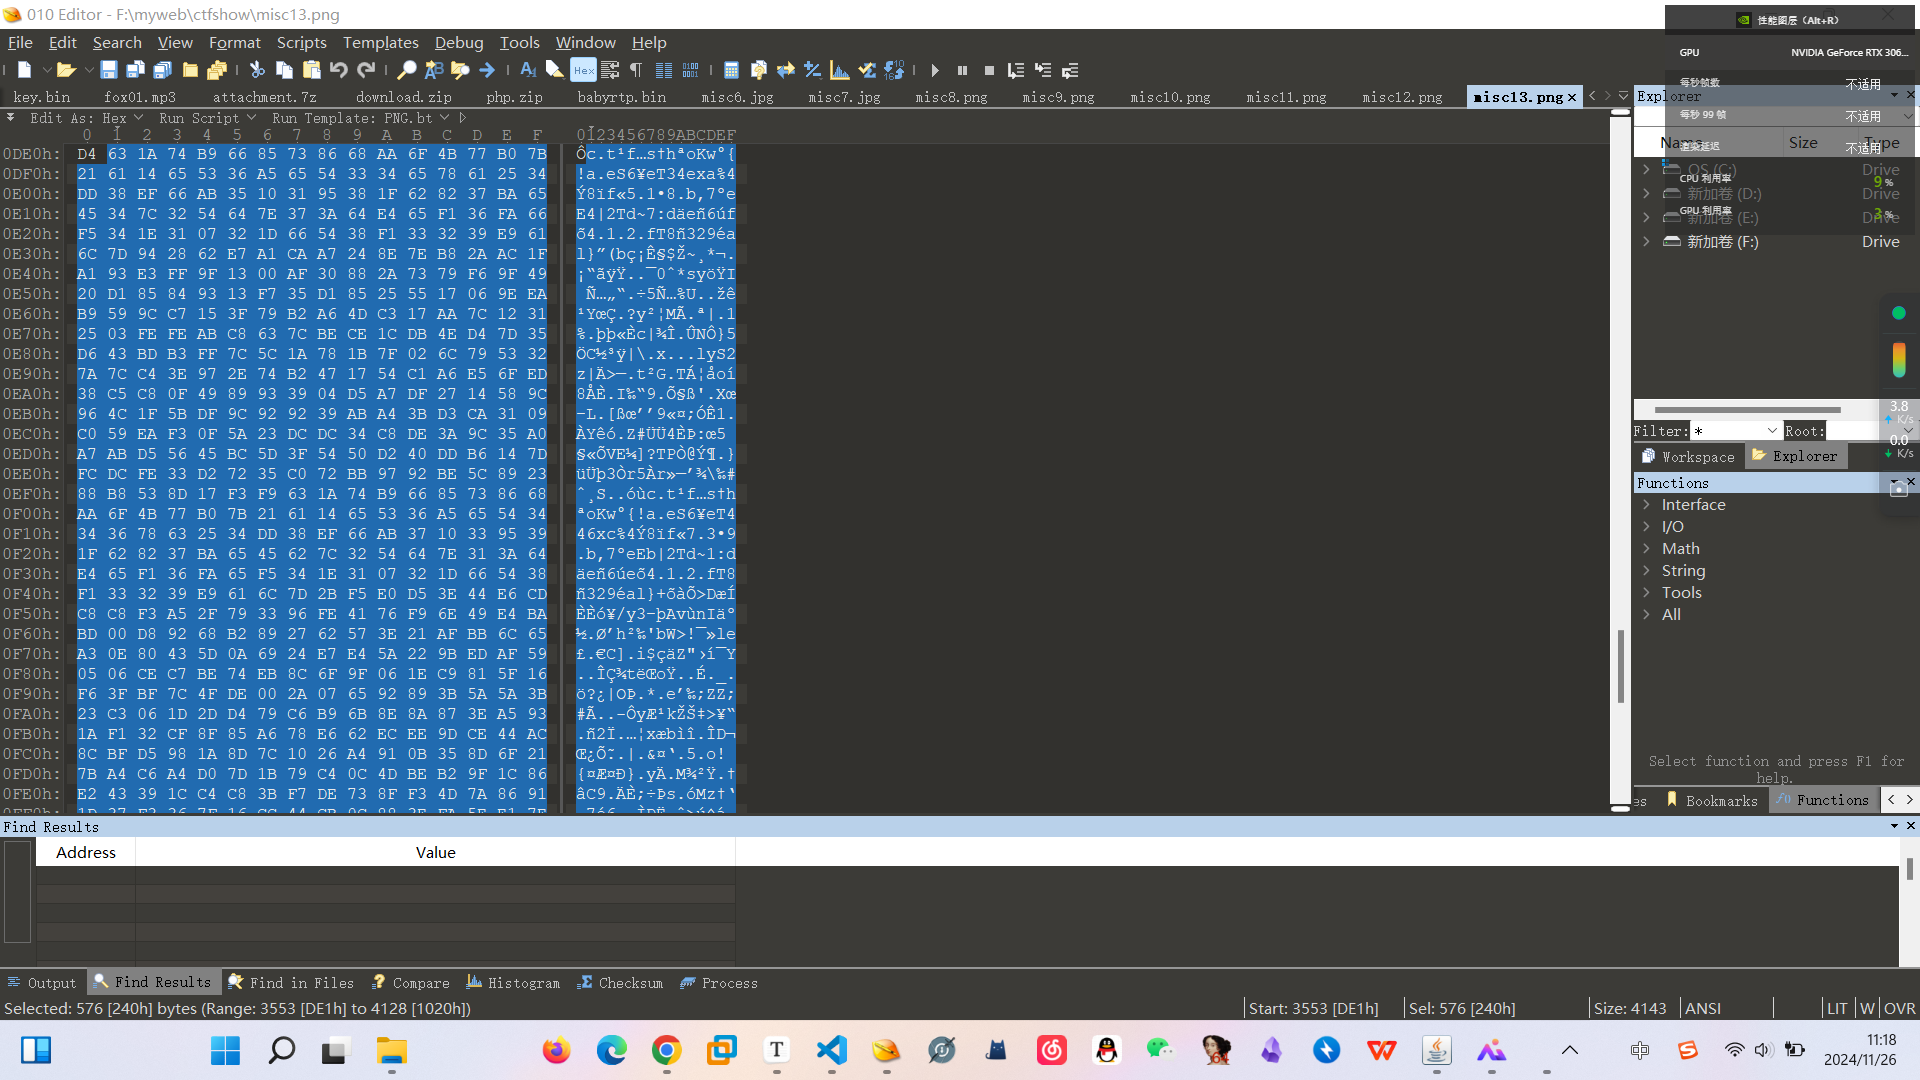 010 Editor - F:\myweb\ctfshow\misc13.png
File Edit Search View Format Scripts Templates Debug Tools Window Help
key.bin fox01.mp3 attachment.7z download.zip php.zip babyrtp.bin misc6.jpg misc7.jpg misc8.png misc9.png misc10.png misc11.png misc12.png misc13.png
Edit As: Hex Run Script Run Template: PNG.bt
0 1 2 3 4 5 6 7 8 9 A B C D E F 0123456789ABCDEF
0DE0h: D4 63 1A 74 B9 66 85 73 86 68 AA 6F 4B 77 B0 7B Ôc.t¹f…s†hªoKw°{
0DF0h: 21 61 14 65 53 36 A5 65 54 33 34 65 78 61 25 34 !a.eS6¥eT34exa%4
0E00h: DD 38 EF 66 AB 35 10 31 95 38 1F 62 82 37 BA 65 Ý8ïf«5.1•8.b‚7ºe
0E10h: 45 34 7C 32 54 64 7E 37 3A 64 E4 65 F1 36 FA 66 E4|2Td~7:däeñ6úf
0E20h: F5 34 1E 31 07 32 1D 66 54 38 F1 33 32 39 E9 61 õ4.1.2.fT8ñ329éa
0E30h: 6C 7D 94 28 62 E7 A1 CA A7 24 8E 7E B8 2A AC 1F l}”(bç¡Ê§$Ž~¸*¬.
0E40h: A1 93 E3 FF 9F 13 00 AF 30 88 2A 73 79 F6 9F 49 ¡“ãÿŸ..¯0ˆ*syöŸI
0E50h: 20 D1 85 84 93 13 F7 35 D1 85 25 55 17 06 9E EA Ñ…„“.÷5Ñ…%U..žê
0E60h: B9 59 9C C7 15 3F 79 B2 A6 4D C3 17 AA 7C 12 31 ¹YœÇ.?y²¦MÃ.ª|.1
0E70h: 25 03 FE FE AB C8 63 7C BE CE 1C DB 4E D4 7D 35 %.þþ«Èc|¾Î.ÛNÔ}5
0E80h: D6 43 BD B3 FF 7C 5C 1A 78 1B 7F 02 6C 79 53 32 ÖC½³ÿ|\.x...lyS2
0E90h: 7A 7C C4 3E 97 2E 74 B2 47 17 54 C1 A6 E5 6F ED z|Ä>—.t²G.TÁ¦åoí
0EA0h: 38 C5 C8 0F 49 89 93 39 04 D5 A7 DF 27 14 58 9C 8ÅÈ.I‰“9.Õ§ß'.Xœ
0EB0h: 96 4C 1F 5B DF 9C 92 92 39 AB A4 3B D3 CA 31 09 –L.[ßœ’’9«¤;ÓÊ1.
0EC0h: C0 59 EA F3 0F 5A 23 DC DC 34 C8 DE 3A 9C 35 A0 ÀYêó.Z#ÜÜ4ÈÞ:œ5
0ED0h: A7 AB D5 56 45 BC 5D 3F 54 50 D2 40 DD B6 14 7D §«ÕVE¼]?TPÒ@Ý¶.}
0EE0h: FC DC FE 33 D2 72 35 C0 72 BB 97 92 BE 5C 89 23 üÜþ3Òr5Àr»—’¾\‰#
0EF0h: 88 B8 53 8D 17 F3 F9 63 1A 74 B9 66 85 73 86 68 ˆ¸S..óùc.t¹f…s†h
0F00h: AA 6F 4B 77 B0 7B 21 61 14 65 53 36 A5 65 54 34 ªoKw°{!a.eS6¥eT4
0F10h: 34 36 78 63 25 34 DD 38 EF 66 AB 37 10 33 95 39 46xc%4Ý8ïf«7.3•9
0F20h: 1F 62 82 37 BA 65 45 62 7C 32 54 64 7E 31 3A 64 .b‚7ºeEb|2Td~1:d
0F30h: E4 65 F1 36 FA 65 F5 34 1E 31 07 32 1D 66 54 38 äeñ6úeõ4.1.2.fT8
0F40h: F1 33 32 39 E9 61 6C 7D 2B F5 E0 D5 3E 44 E6 CD ñ329éal}+õàÕ>DæÍ
0F50h: C8 C8 F3 A5 2F 79 33 96 FE 41 76 F9 6E 49 E4 BA ÈÈó¥/y3–þAvùnIäº
0F60h: BD 00 D8 92 68 B2 89 27 62 57 3E 21 AF BB 6C 65 ½.Ø’h²‰'bW>!¯»le
0F70h: A3 0E 80 43 5D 0A 69 24 E7 E4 5A 22 9B ED AF 59 £.€C].i$çäZ"›í¯Y
0F80h: 05 06 CE C7 BE 74 EB 8C 6F 9F 06 1E C9 81 5F 16 ..ÎÇ¾tëŒoŸ..É._.
0F90h: F6 3F BF 7C 4F DE 00 2A 07 65 92 89 3B 5A 5A 3B ö?¿|OÞ.*.e’‰;ZZ;
0FA0h: 23 C3 06 1D 2D D4 79 C6 B9 6B 8E 8A 87 3E A5 93 #Ã..-ÔyÆ¹kŽŠ‡>¥“
0FB0h: 1A F1 32 CF 8F 85 A6 78 E6 62 EC EE 9D CE 44 AC .ñ2Ï.…¦xæbìî.ÎD¬
0FC0h: 8C BF D5 98 1A 8D 7C 10 26 A4 91 0B 35 8D 6F 21 Œ¿Õ˜..|.&¤‘.5.o!
0FD0h: 7B A4 C6 A4 D0 7D 1B 79 C4 0C 4D BE B2 9F 1C 86 {¤Æ¤Ð}.yÄ.M¾²Ÿ.†
0FE0h: E2 43 39 1C C4 C8 3B F7 DE 73 8F F3 4D 7A 86 91 âC9.ÄÈ;÷Þs.óMz†‘
性能图层 (Alt+R)
GPU NVIDIA GeForce RTX 306...
每秒帧数 不适用
Explorer
每秒 99 帧 不适用
Name Size Type
渲染延迟 不适用
OS (C:) Drive
CPU 利用率 9 %
新加卷 (D:) Drive
GPU 利用率 3 %
新加卷 (E:) Drive
新加卷 (F:) Drive
3.8 K/s
0.0 K/s
Filter: * Root:
Workspace Explorer
Functions
Interface
I/O
Math
String
Tools
All
Select function and press F1 for
help.
es Bookmarks Functions
Find Results
Address Value
Output Find Results Find in Files Compare Histogram Checksum Process
Selected: 576 [240h] bytes (Range: 3553 [DE1h] to 4128 [1020h]) Start: 3553 [DE1h] Sel: 576 [240h] Size: 4143 ANSI LIT W OVR
中
11:18
2024/11/26